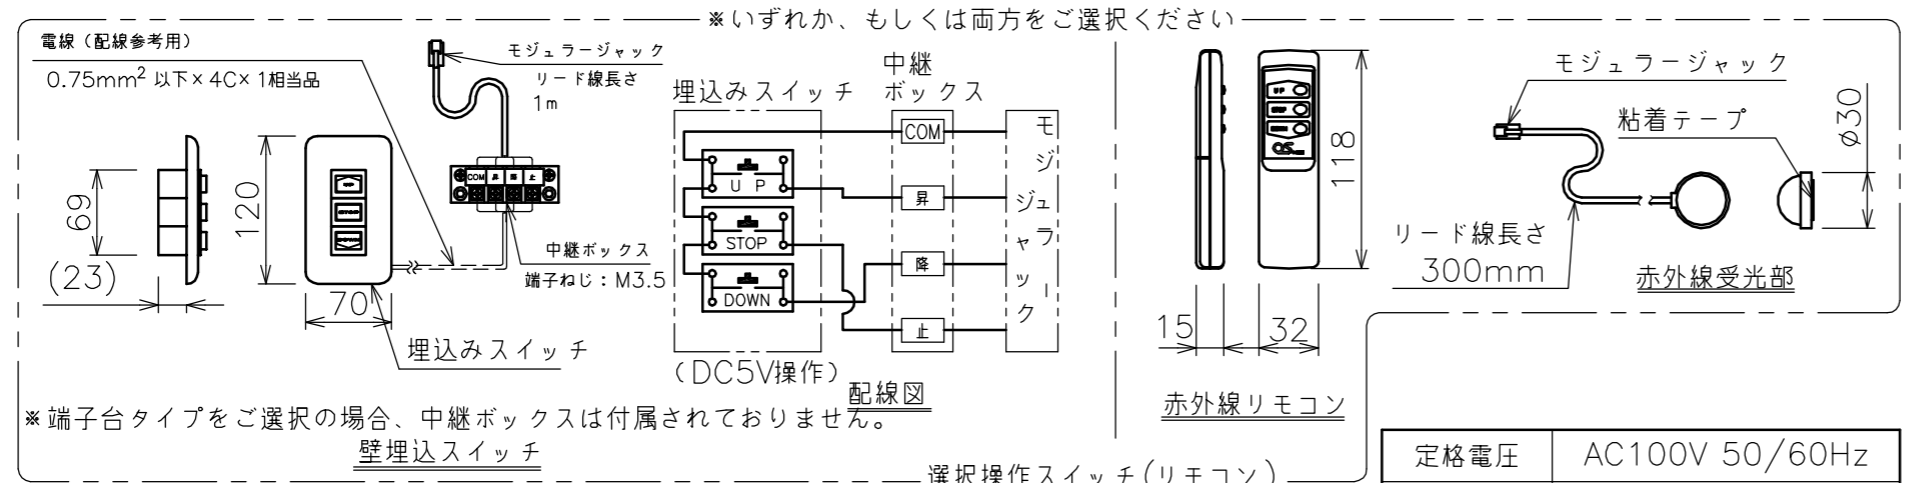 ※いずれか、もしくは両方をご選択ください
電線(配線参考用)
0.75mm² 以下×4C×1相当品
モジュラージャック
リード線長さ
1m
69
(23)
120
70
COM 昇 降 止
中継ボックス
端子ねじ:M3.5
埋込みスイッチ
※端子台タイプをご選択の場合、中継ボックスは付属されておりません。
壁埋込スイッチ
埋込みスイッチ
中継
ボックス
UP
STOP
DOWN
COM
昇
降
止
モジュラージャック
(DC5V操作)
配線図
UP
STOP
118
15
32
赤外線リモコン
モジュラージャック
粘着テープ
ø30
リード線長さ
300mm
赤外線受光部
選択操作スイッチ(リモコン)
定格電圧 AC100V 50/60Hz